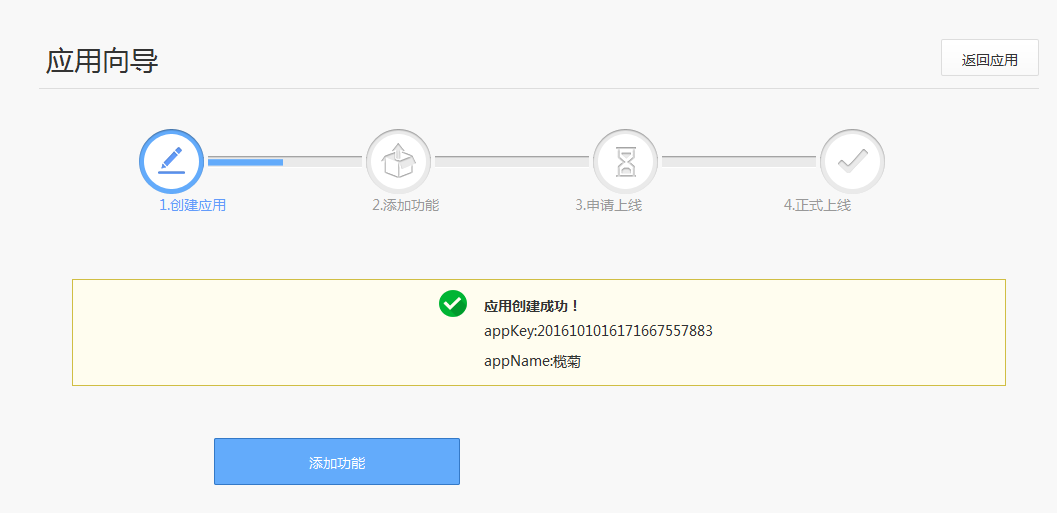 应用向导
返回应用
1.创建应用
2.添加功能
3.申请上线
4.正式上线
应用创建成功！
appKey:2016101016171667557883
appName:榄菊
添加功能